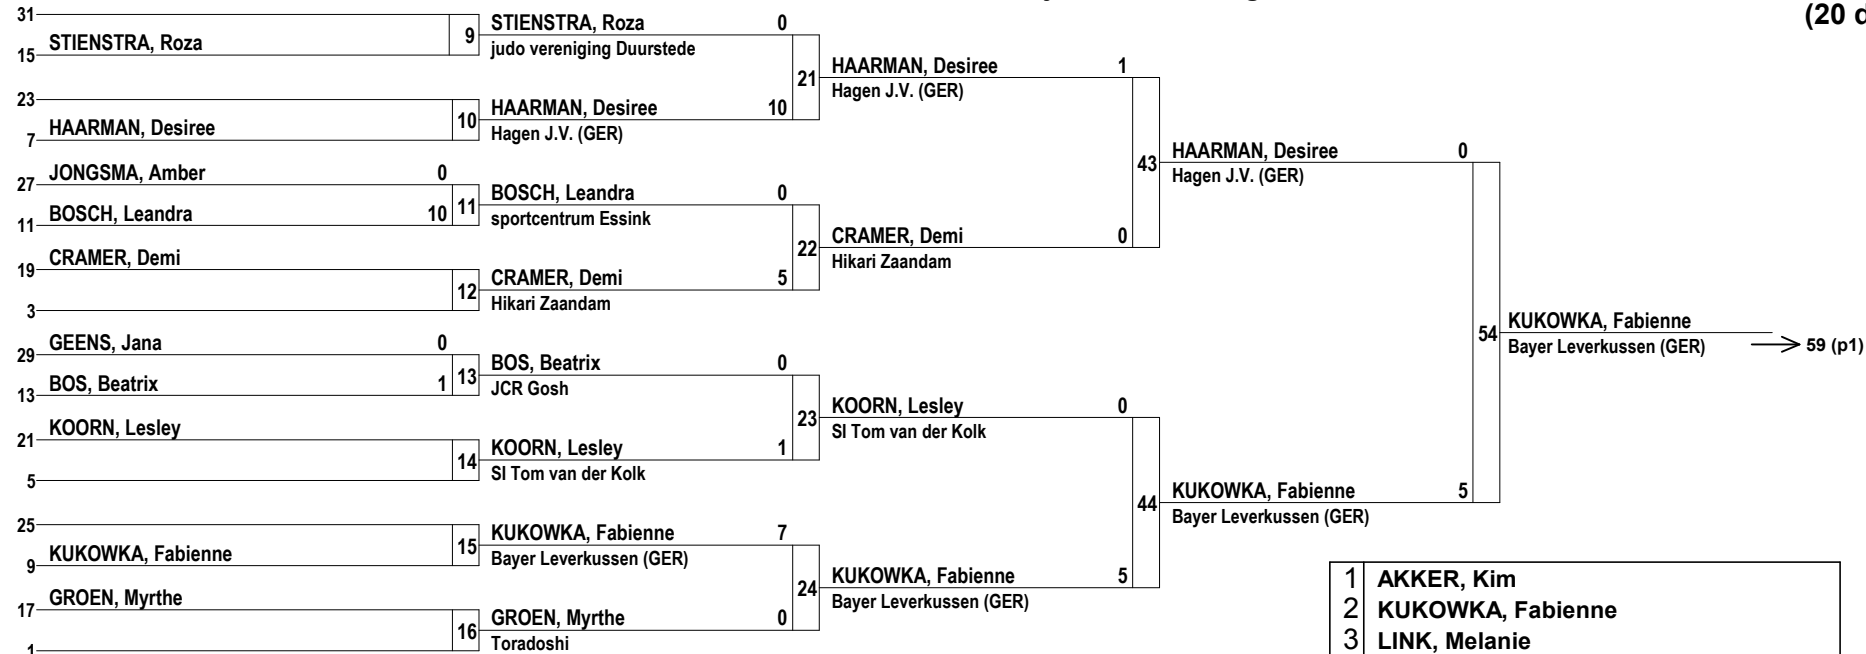 (20 d
31
STIENSTRA, Roza
15
9
STIENSTRA, Roza 0
judo vereniging Duurstede
23
HAARMAN, Desiree
7
10
HAARMAN, Desiree 10
Hagen J.V. (GER)
21
HAARMAN, Desiree 1
Hagen J.V. (GER)
27
JONGSMA, Amber 0
BOSCH, Leandra 10
11
11
BOSCH, Leandra 0
sportcentrum Essink
CRAMER, Demi
19
3
12
CRAMER, Demi 5
Hikari Zaandam
22
CRAMER, Demi 0
Hikari Zaandam
43
HAARMAN, Desiree 0
Hagen J.V. (GER)
GEENS, Jana 0
29
BOS, Beatrix 1
13
13
BOS, Beatrix 0
JCR Gosh
KOORN, Lesley
21
5
14
KOORN, Lesley 1
SI Tom van der Kolk
23
KOORN, Lesley 0
SI Tom van der Kolk
25
KUKOWKA, Fabienne
9
15
KUKOWKA, Fabienne 7
Bayer Leverkussen (GER)
GROEN, Myrthe
17
1
16
GROEN, Myrthe 0
Toradoshi
24
KUKOWKA, Fabienne 5
Bayer Leverkussen (GER)
44
KUKOWKA, Fabienne 5
Bayer Leverkussen (GER)
54
KUKOWKA, Fabienne
Bayer Leverkussen (GER)
59 (p1)
1 AKKER, Kim
2 KUKOWKA, Fabienne
3 LINK, Melanie